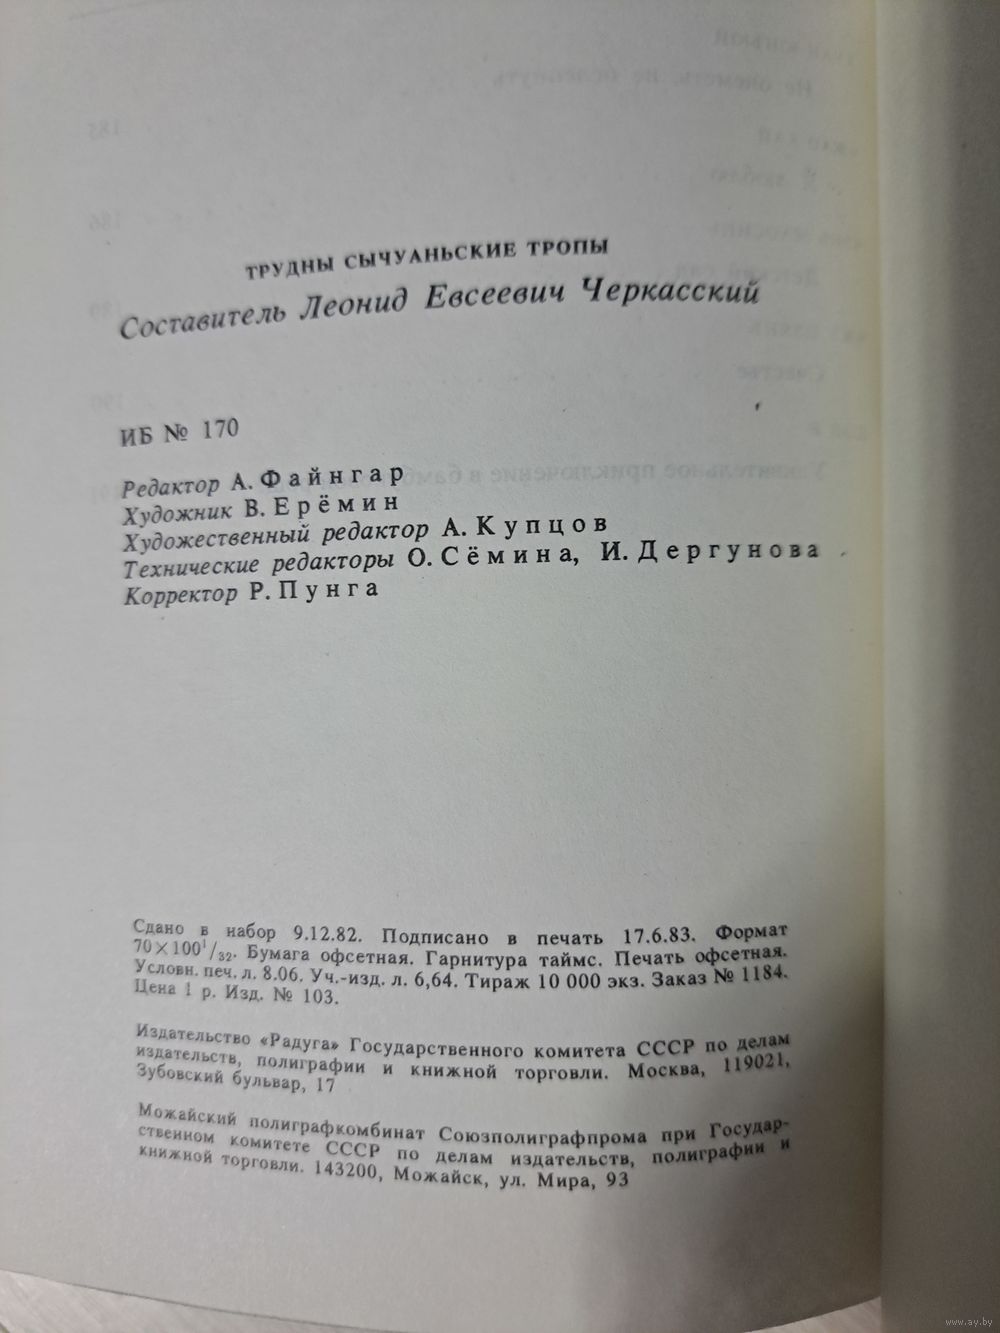 ТРУДНЫ СЫЧУАНЬСКИЕ ТРОПЫ
Составитель Леонид Евсеевич Черкасский
ИБ № 170
Редактор А. Файнгар
Художник В. Ерёмин
Художественный редактор А. Купцов
Технические редакторы О. Сёмина, И. Дергунова
Корректор Р. Пунга
Сдано в набор 9.12.82. Подписано в печать 17.6.83. Формат
70×100¹/₃₂. Бумага офсетная. Гарнитура таймс. Печать офсетная.
Условн. печ. л. 8.06. Уч.-изд. л. 6,64. Тираж 10 000 экз. Заказ № 1184.
Цена 1 р. Изд. № 103.
Издательство «Радуга» Государственного комитета СССР по делам
издательств, полиграфии и книжной торговли. Москва, 119021,
Зубовский бульвар, 17
Можайский полиграфкомбинат Союзполиграфпрома при Государ-
ственном комитете СССР по делам издательств, полиграфии и
книжной торговли. 143200, Можайск, ул. Мира, 93
www.ay.by